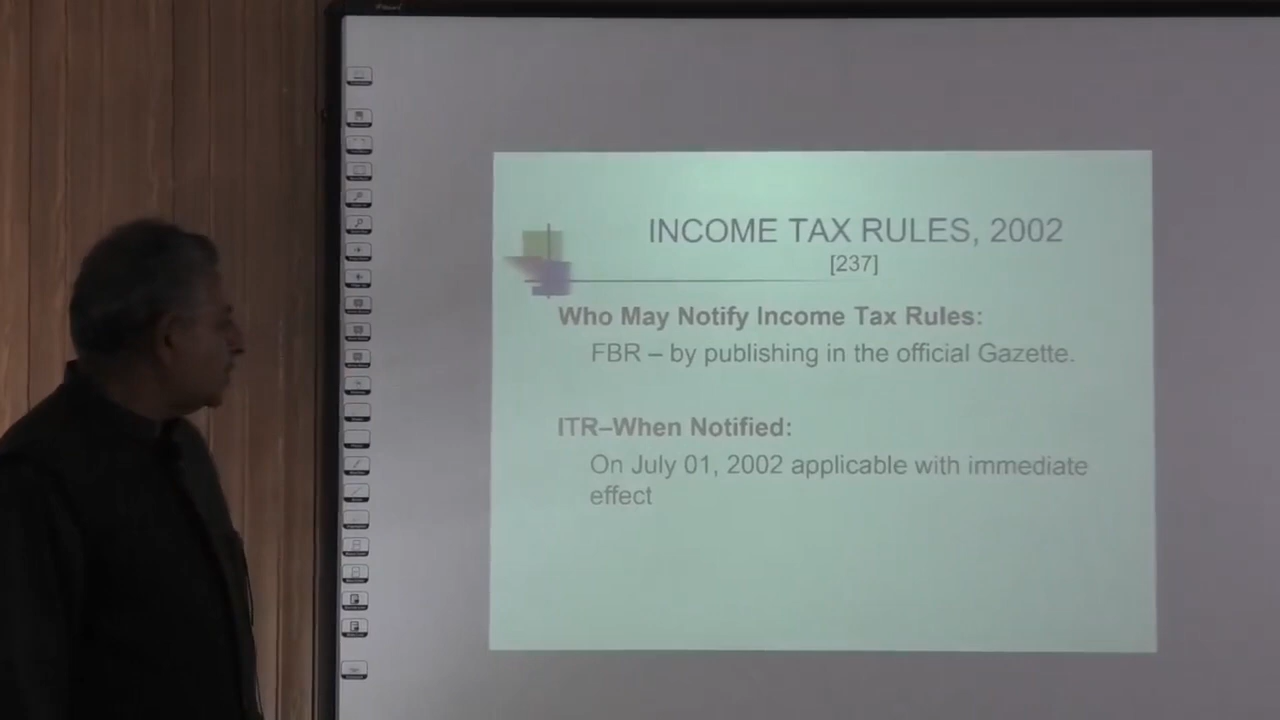 INCOME TAX RULES, 2002
[237]
Who May Notify Income Tax Rules:
FBR – by publishing in the official Gazette.
ITR–When Notified:
On July 01, 2002 applicable with immediate
effect